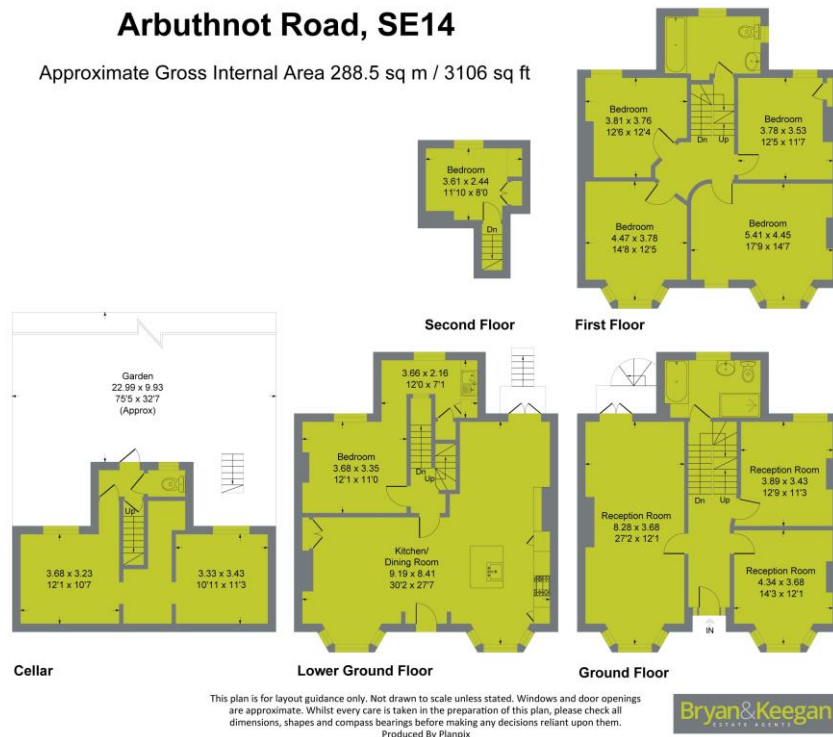 Arbuthnot Road, SE14
Approximate Gross Internal Area 288.5 sq m / 3106 sq ft
Bedroom
3.61 x 2.44
11'10 x 8'0
Dn
Second Floor
Bedroom
3.81 x 3.76
12'6 x 12'4
Dn
Up
Bedroom
3.78 x 3.53
12'5 x 11'7
Bedroom
4.47 x 3.78
14'8 x 12'5
Bedroom
5.41 x 4.45
17'9 x 14'7
First Floor
Garden
22.99 x 9.93
75'5 x 32'7
(Approx)
Up
3.68 x 3.23
12'1 x 10'7
3.33 x 3.43
10'11 x 11'3
Cellar
3.66 x 2.16
12'0 x 7'1
Bedroom
3.68 x 3.35
12'1 x 11'0
Dn
Up
Kitchen/
Dining Room
9.19 x 8.41
30'2 x 27'7
Lower Ground Floor
Reception Room
8.28 x 3.68
27'2 x 12'1
Dn
Up
Reception Room
3.89 x 3.43
12'9 x 11'3
Reception Room
4.34 x 3.68
14'3 x 12'1
IN
Ground Floor
This plan is for layout guidance only. Not drawn to scale unless stated. Windows and door openings
are approximate. Whilst every care is taken in the preparation of this plan, please check all
dimensions, shapes and compass bearings before making any decisions reliant upon them.
Produced By Planpix
Bryan&Keegan
ESTATE AGENTS